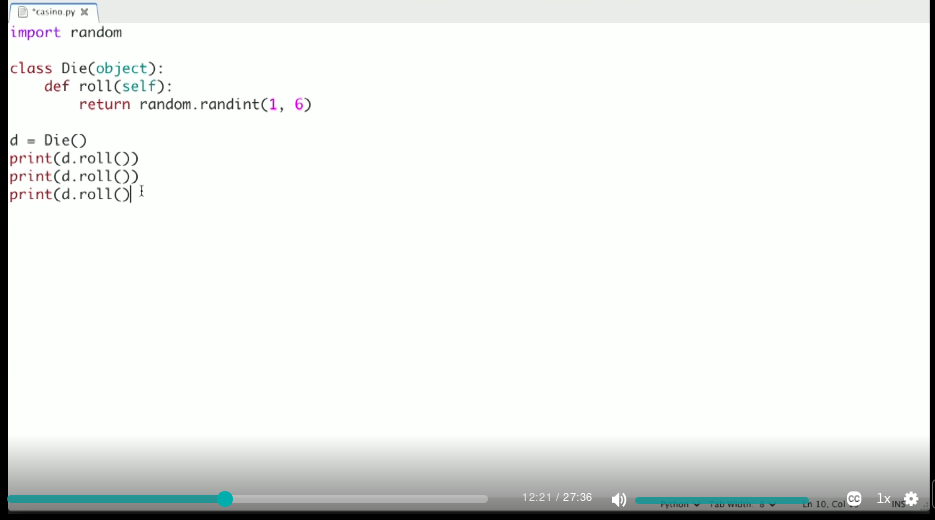 *casino.py
import random
class Die(object):
    def roll(self):
        return random.randint(1, 6)
d = Die()
print(d.roll())
print(d.roll())
print(d.roll()
12:21 / 27:36
CC
1x
Python
Tab Width: 8
Ln 10, Col
INS